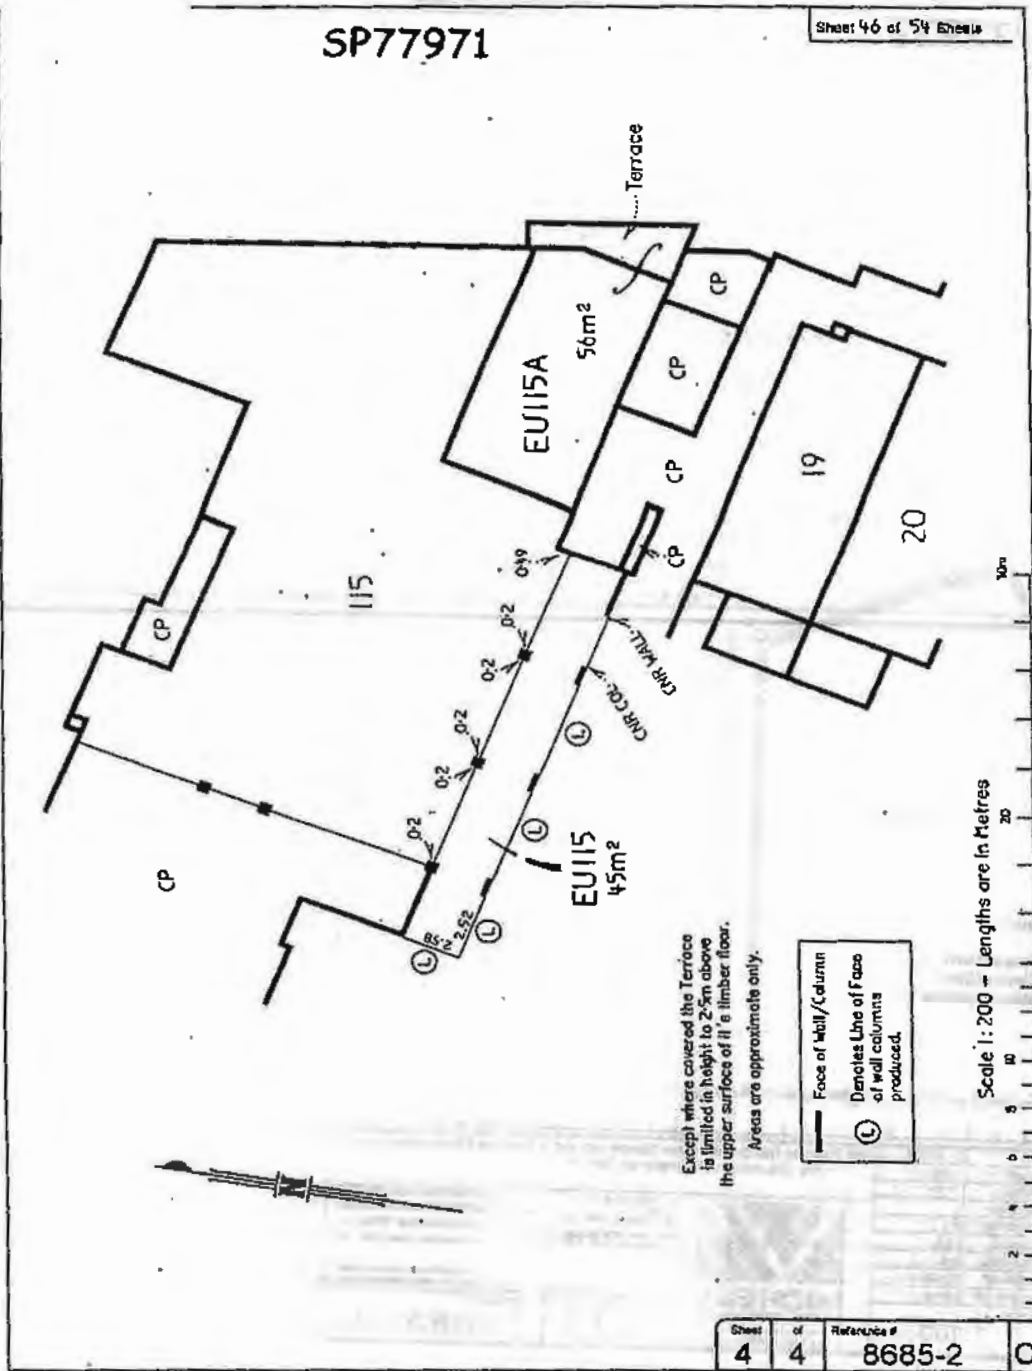 SP77971
Sheet 46 of 54 Sheets
Terrace
CP
EU115A
56m²
CP
CP
CP
19
20
115
CP
0·49
0·2
0·2
0·2
0·2
0·2
CNR WALL
CNR COL
L
L
L
L
2.52
EU115
45m²
CP
Except where covered the Terrace
is limited in height to 2·5m above
the upper surface of it's timber floor.
Areas are approximate only.
Face of Wall/Column
L Denotes Line of Face
of wall columns
produced.
Scale 1:200 - Lengths are in Metres
20
10
Sheet 4 of 4
Reference # 8685-2